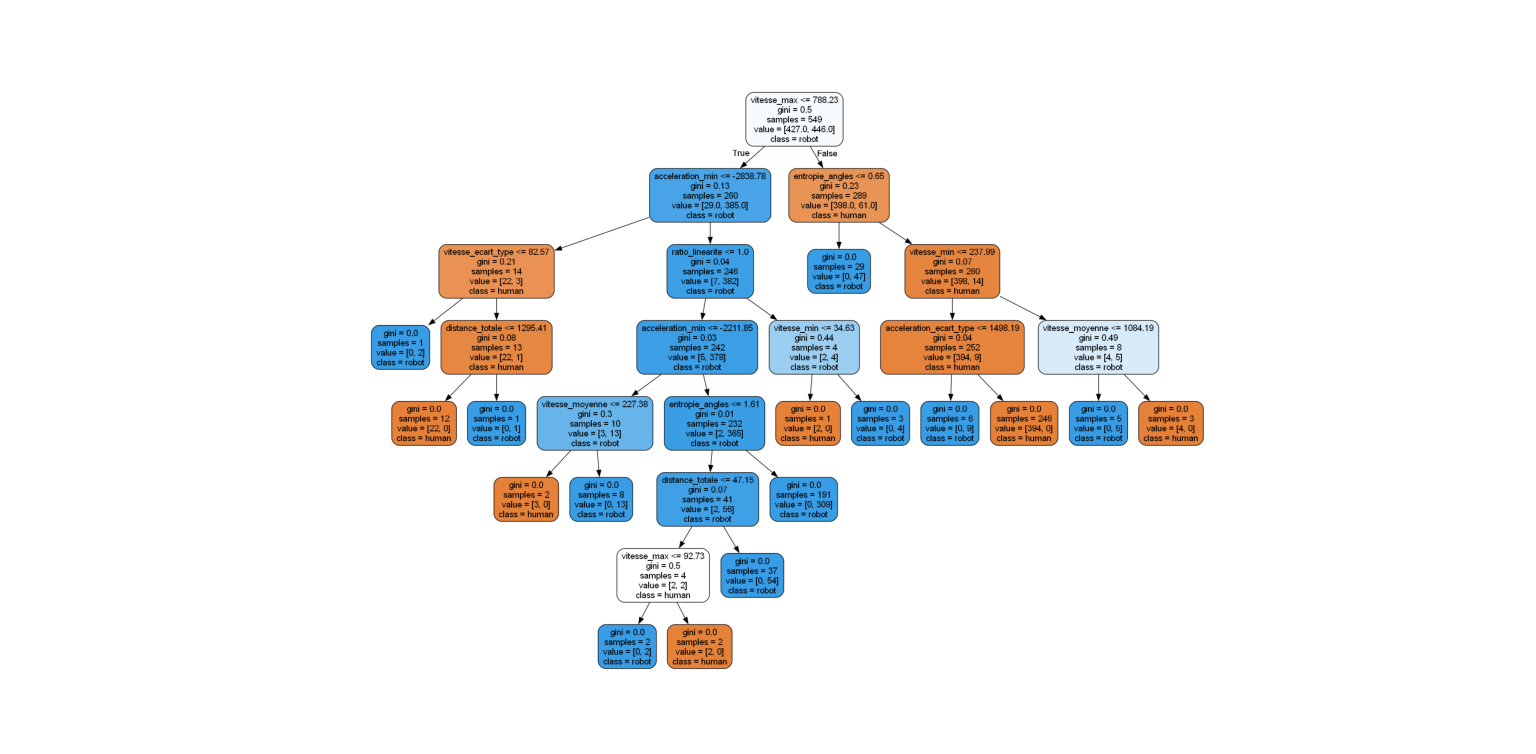 vitesse_max <= 788.23
gini = 0.5
samples = 549
value = [427.0, 446.0]
class = robot
True
False
acceleration_min <= -2838.78
gini = 0.13
samples = 260
value = [29.0, 385.0]
class = robot
entropie_angles <= 0.65
gini = 0.23
samples = 289
value = [398.0, 61.0]
class = human
vitesse_ecart_type <= 82.57
gini = 0.21
samples = 14
value = [22, 3]
class = human
ratio_linearite <= 1.0
gini = 0.04
samples = 246
value = [7, 382]
class = robot
gini = 0.0
samples = 29
value = [0, 47]
class = robot
vitesse_min <= 237.99
gini = 0.07
samples = 260
value = [398, 14]
class = human
gini = 0.0
samples = 1
value = [0, 2]
class = robot
distance_totale <= 1295.41
gini = 0.08
samples = 13
value = [22, 1]
class = human
acceleration_min <= -2211.85
gini = 0.03
samples = 242
value = [5, 378]
class = robot
vitesse_min <= 34.63
gini = 0.44
samples = 4
value = [2, 4]
class = robot
acceleration_ecart_type <= 1498.19
gini = 0.04
samples = 252
value = [394, 9]
class = human
vitesse_moyenne <= 1084.19
gini = 0.49
samples = 8
value = [4, 5]
class = robot
gini = 0.0
samples = 12
value = [22, 0]
class = human
gini = 0.0
samples = 1
value = [0, 1]
class = robot
vitesse_moyenne <= 227.38
gini = 0.3
samples = 10
value = [3, 13]
class = robot
entropie_angles <= 1.61
gini = 0.01
samples = 232
value = [2, 365]
class = robot
gini = 0.0
samples = 1
value = [2, 0]
class = human
gini = 0.0
samples = 3
value = [0, 4]
class = robot
gini = 0.0
samples = 6
value = [0, 9]
class = robot
gini = 0.0
samples = 246
value = [394, 0]
class = human
gini = 0.0
samples = 5
value = [0, 5]
class = robot
gini = 0.0
samples = 3
value = [4, 0]
class = human
gini = 0.0
samples = 2
value = [3, 0]
class = human
gini = 0.0
samples = 8
value = [0, 13]
class = robot
distance_totale <= 47.15
gini = 0.07
samples = 41
value = [2, 56]
class = robot
gini = 0.0
samples = 191
value = [0, 309]
class = robot
vitesse_max <= 92.73
gini = 0.5
samples = 4
value = [2, 2]
class = human
gini = 0.0
samples = 37
value = [0, 54]
class = robot
gini = 0.0
samples = 2
value = [0, 2]
class = robot
gini = 0.0
samples = 2
value = [2, 0]
class = human